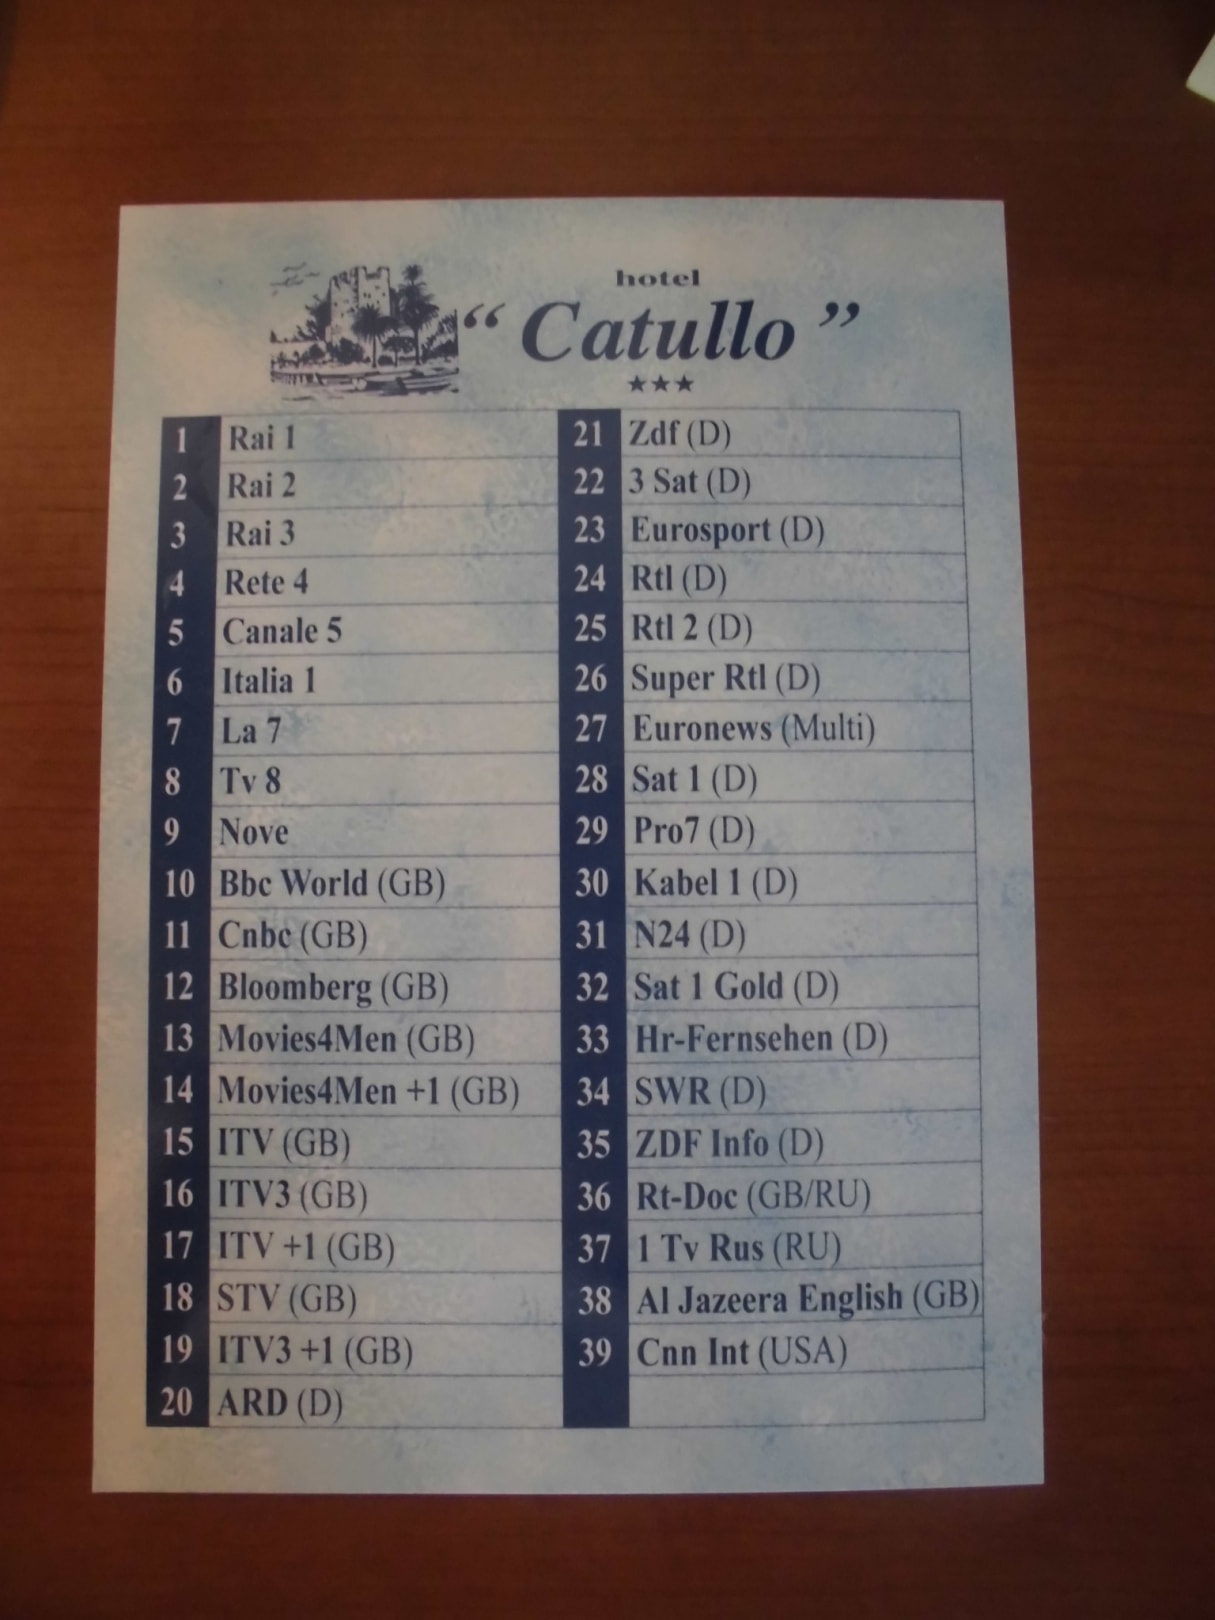 hotel
“ Catullo ”
★★★
1 Rai 1
2 Rai 2
3 Rai 3
4 Rete 4
5 Canale 5
6 Italia 1
7 La 7
8 Tv 8
9 Nove
10 Bbc World (GB)
11 Cnbc (GB)
12 Bloomberg (GB)
13 Movies4Men (GB)
14 Movies4Men +1 (GB)
15 ITV (GB)
16 ITV3 (GB)
17 ITV +1 (GB)
18 STV (GB)
19 ITV3 +1 (GB)
20 ARD (D)
21 Zdf (D)
22 3 Sat (D)
23 Eurosport (D)
24 Rtl (D)
25 Rtl 2 (D)
26 Super Rtl (D)
27 Euronews (Multi)
28 Sat 1 (D)
29 Pro7 (D)
30 Kabel 1 (D)
31 N24 (D)
32 Sat 1 Gold (D)
33 Hr-Fernsehen (D)
34 SWR (D)
35 ZDF Info (D)
36 Rt-Doc (GB/RU)
37 1 Tv Rus (RU)
38 Al Jazeera English (GB)
39 Cnn Int (USA)